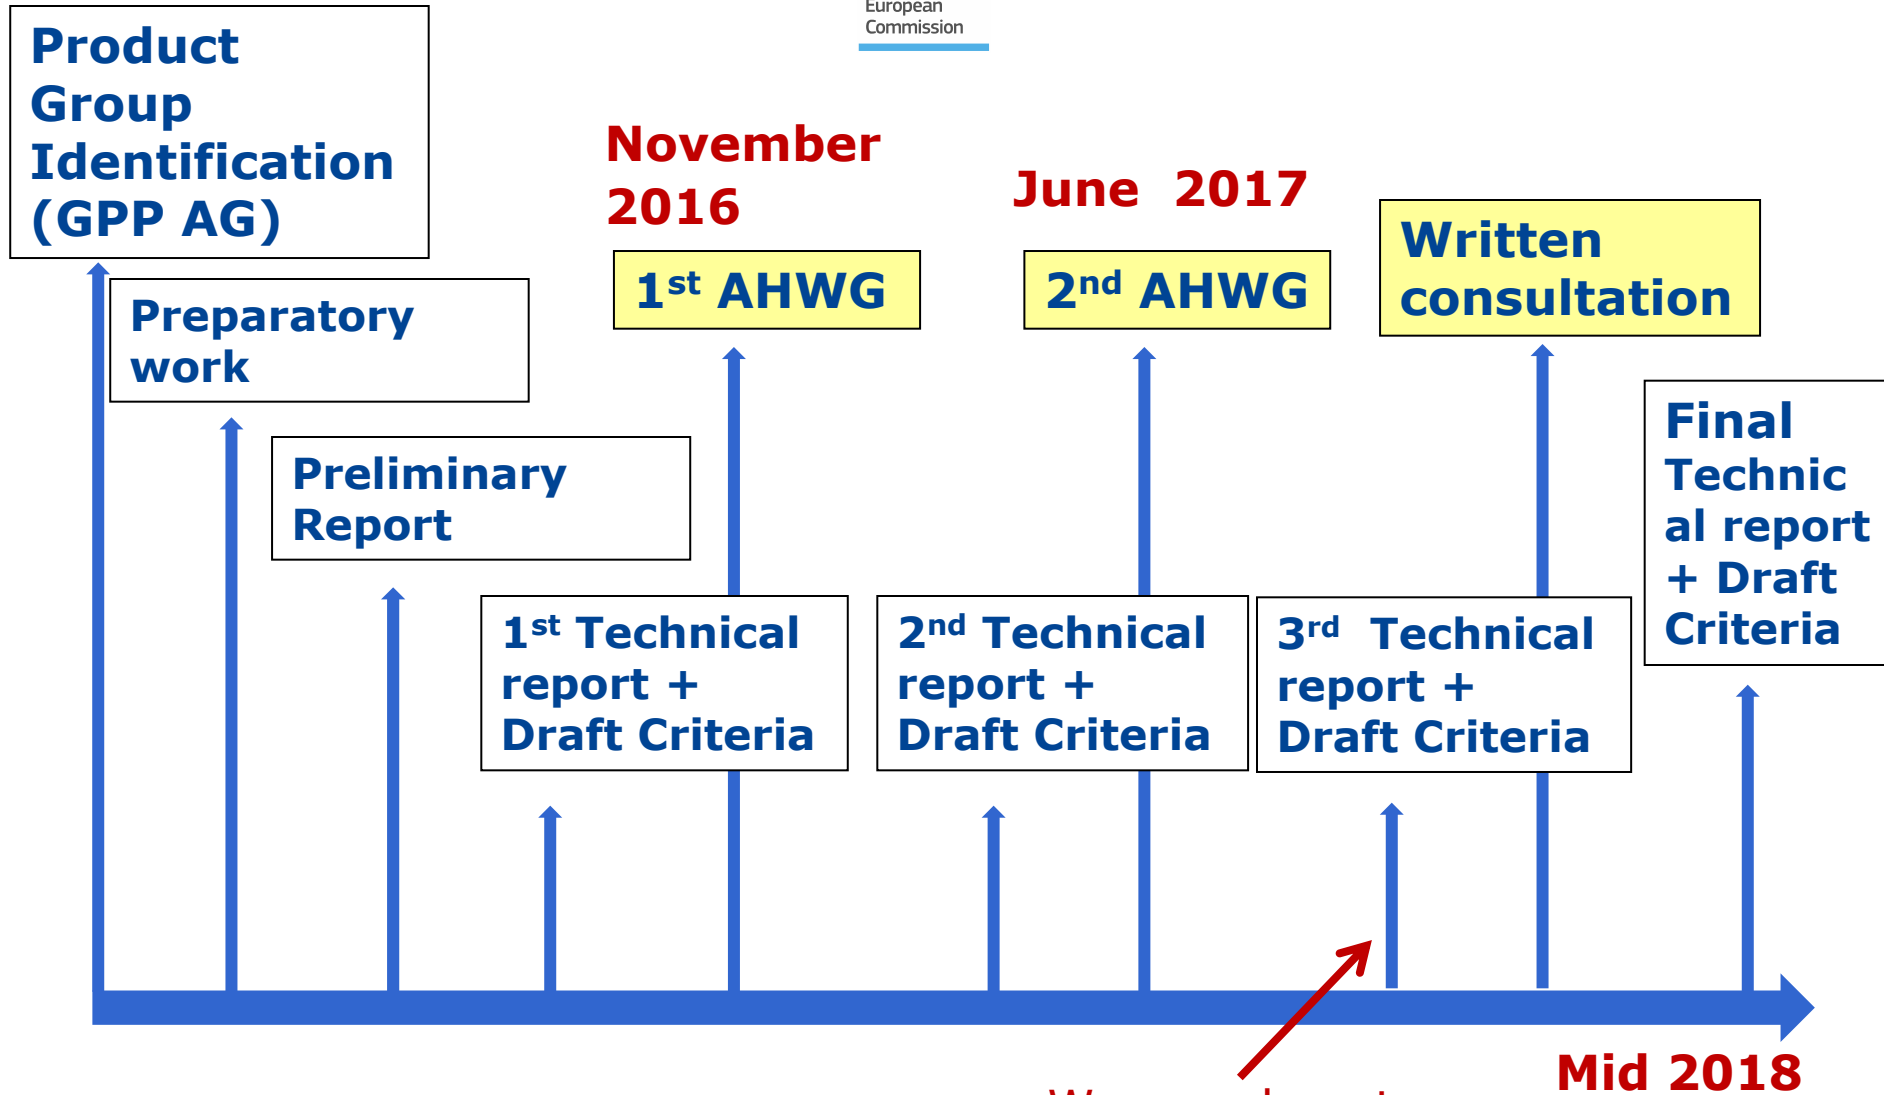 European
Commission
Product
Group
Identification
(GPP AG)
Preparatory
work
Preliminary
Report
November
2016
1st AHWG
June 2017
2nd AHWG
Written
consultation
1st Technical
report +
Draft Criteria
2nd Technical
report +
Draft Criteria
3rd Technical
report +
Draft Criteria
Final
Technic
al report
+ Draft
Criteria
Mid 2018